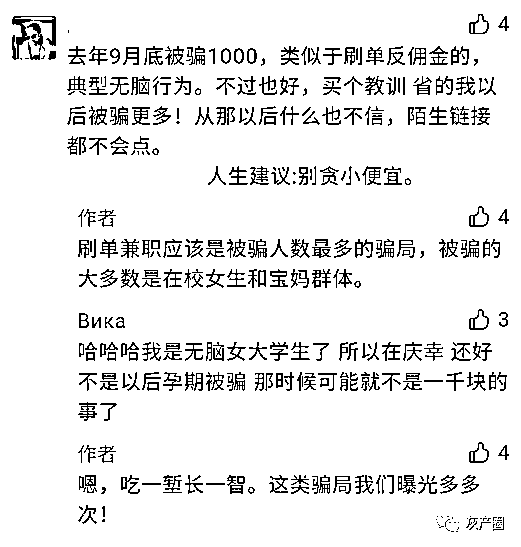 .
4
去年9月底被骗1000，类似于刷单反佣金的，
典型无脑行为。不过也好，买个教训 省的我以
后被骗更多！从那以后什么也不信，陌生链接
都不会点。
人生建议:别贪小便宜。
作者
4
刷单兼职应该是被骗人数最多的骗局，被骗的
大多数是在校女生和宝妈群体。
Вика
3
哈哈哈我是无脑女大学生了 所以在庆幸 还好
不是以后孕期被骗 那时候可能就不是一千块的
事了
作者
4
嗯，吃一堑长一智。这类骗局我们曝光多多
次！
灰产圈